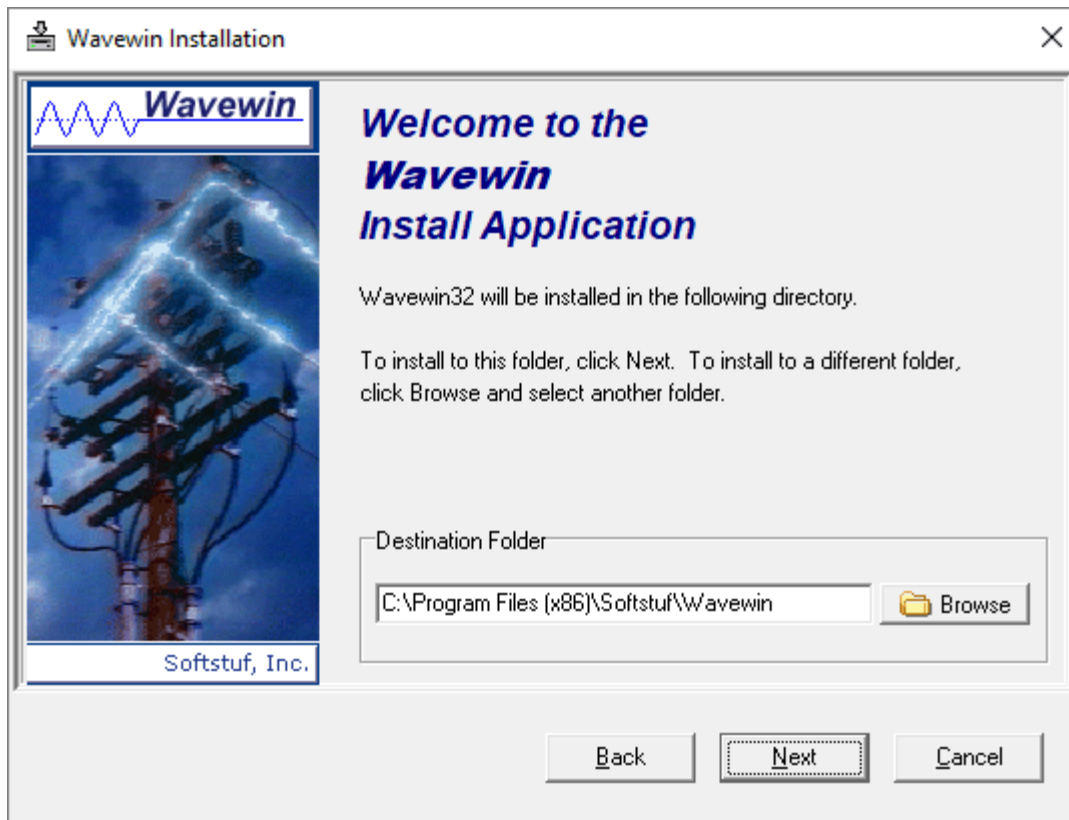 Wavewin Installation
Wavewin
Welcome to the
Wavewin
Install Application
Wavewin32 will be installed in the following directory.
To install to this folder, click Next.  To install to a different folder,
click Browse and select another folder.
Destination Folder
C:\Program Files (x86)\Softstuf\Wavewin
Browse
Softstuf, Inc.
Back
Next
Cancel